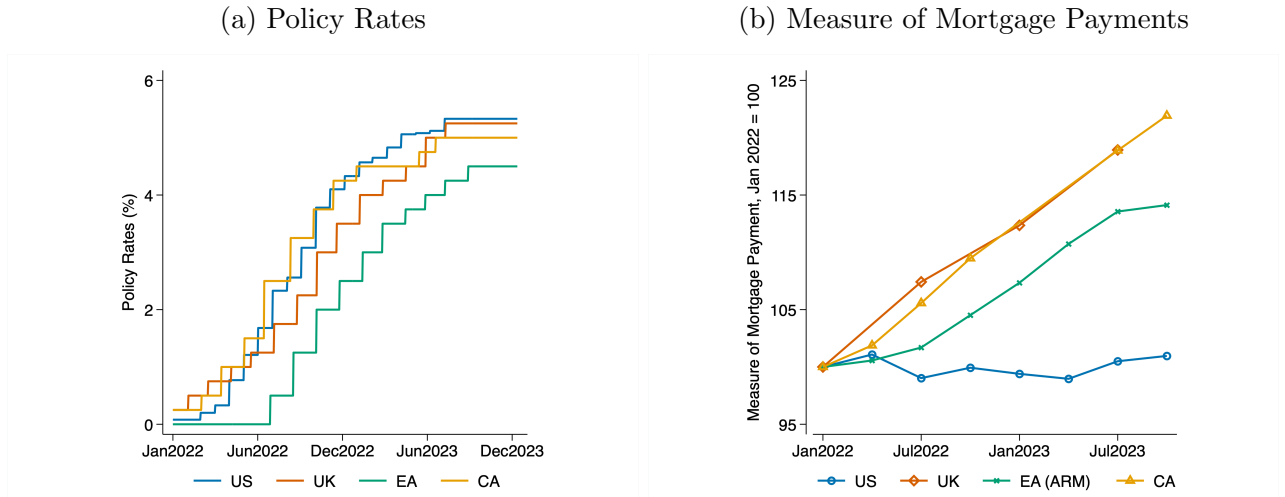 (a) Policy Rates
6
4
2
0
Policy Rates (%)
Jan2022 Jun2022 Dec2022 Jun2023 Dec2023
US UK EA CA
(b) Measure of Mortgage Payments
125
115
105
95
Measure of Mortgage Payment, Jan 2022 = 100
Jan2022 Jul2022 Jan2023 Jul2023
US UK EA (ARM) CA